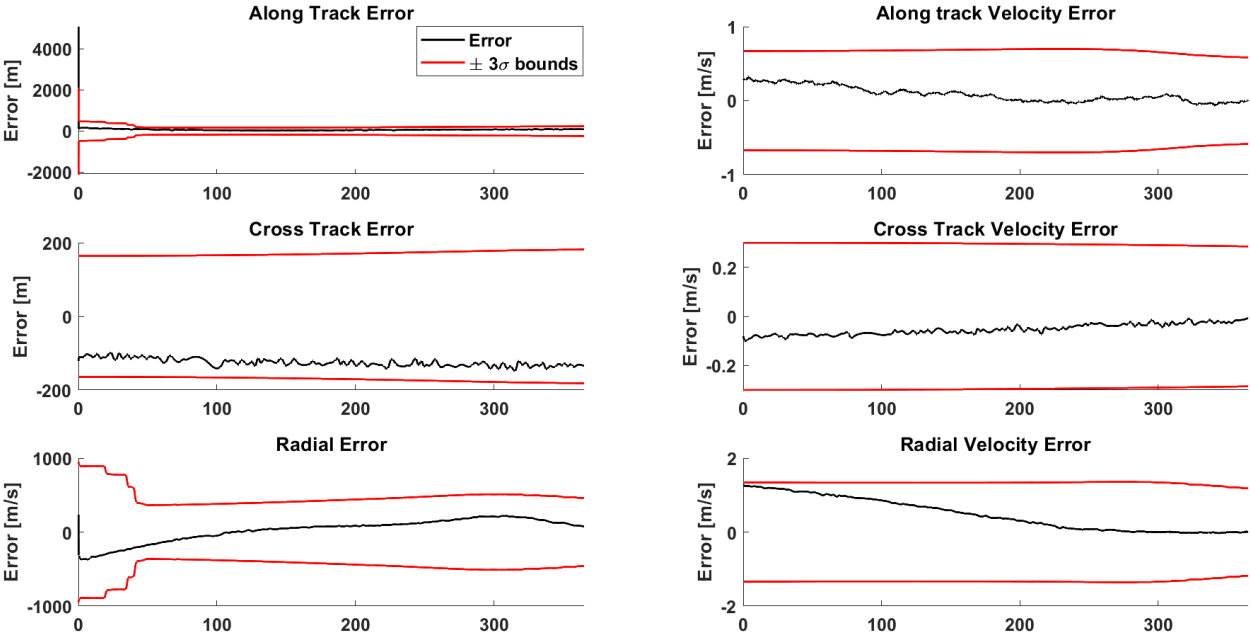 Along Track Error
Error [m]
4000
2000
0
-2000
0 100 200 300
Error
± 3σ bounds
Along track Velocity Error
Error [m/s]
1
0
-1
0 100 200 300
Cross Track Error
Error [m]
200
0
-200
0 100 200 300
Cross Track Velocity Error
Error [m/s]
0.2
0
-0.2
0 100 200 300
Radial Error
Error [m/s]
1000
0
-1000
0 100 200 300
Radial Velocity Error
Error [m/s]
2
0
-2
0 100 200 300